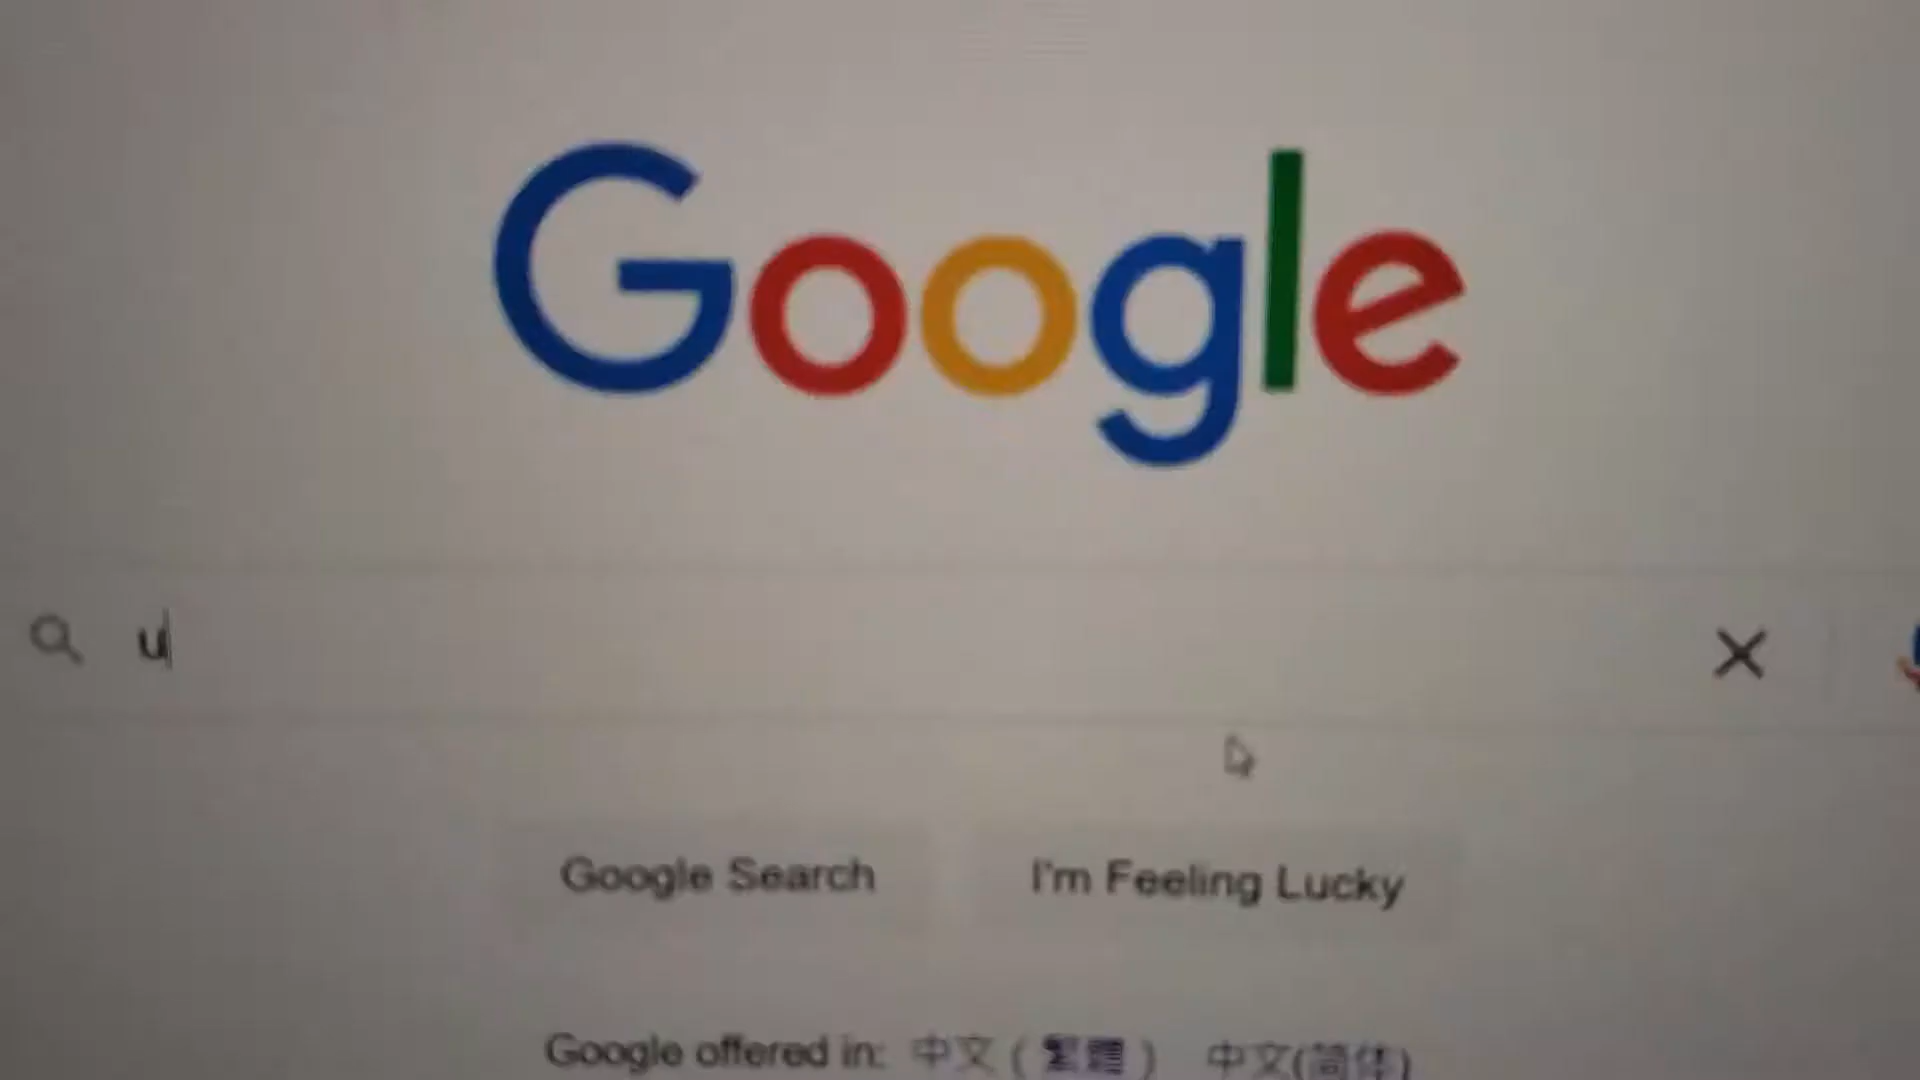 Google
u
Google Search I'm Feeling Lucky
Google offered in: 中文（繁體） 中文(简体)